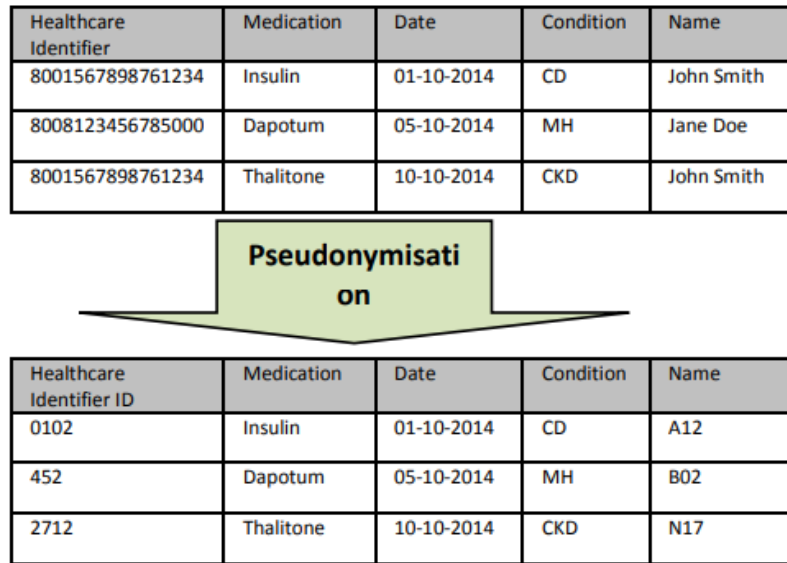 Healthcare Identifier Medication Date Condition Name
8001567898761234 Insulin 01-10-2014 CD John Smith
8008123456785000 Dapotum 05-10-2014 MH Jane Doe
8001567898761234 Thalitone 10-10-2014 CKD John Smith
Pseudonymisati
on
Healthcare Identifier ID Medication Date Condition Name
0102 Insulin 01-10-2014 CD A12
452 Dapotum 05-10-2014 MH B02
2712 Thalitone 10-10-2014 CKD N17